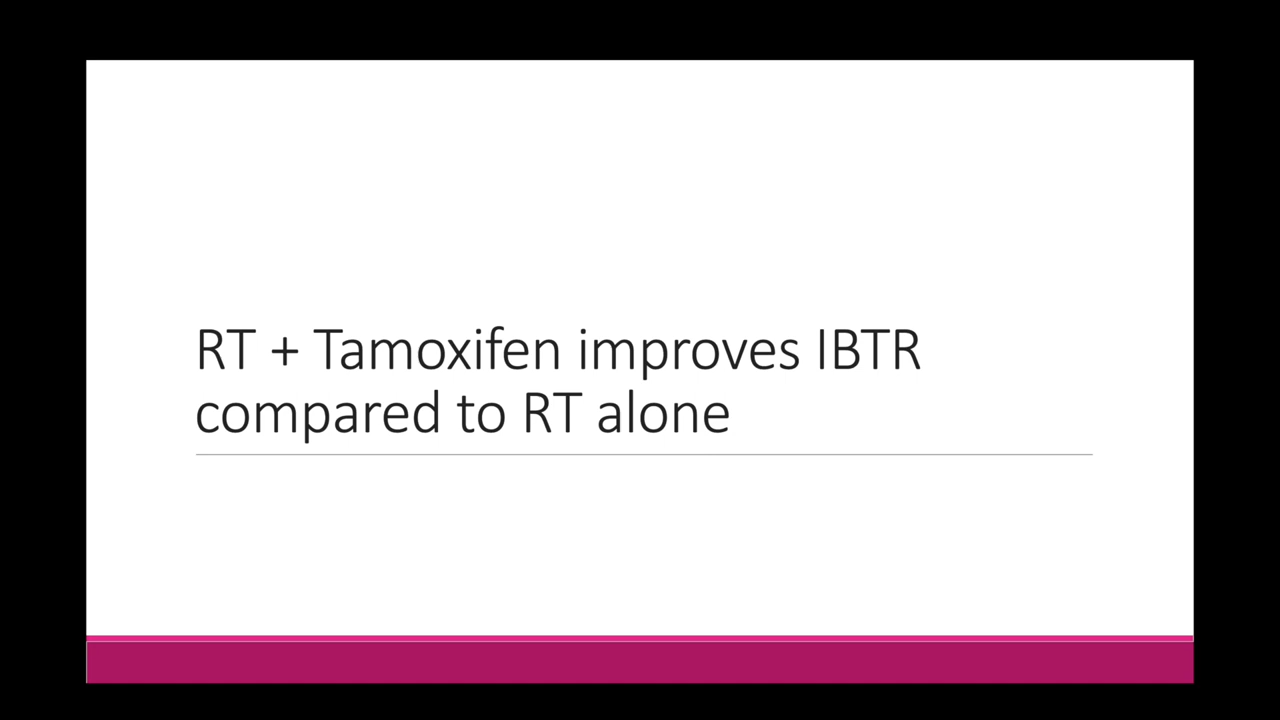 RT + Tamoxifen improves IBTR
compared to RT alone